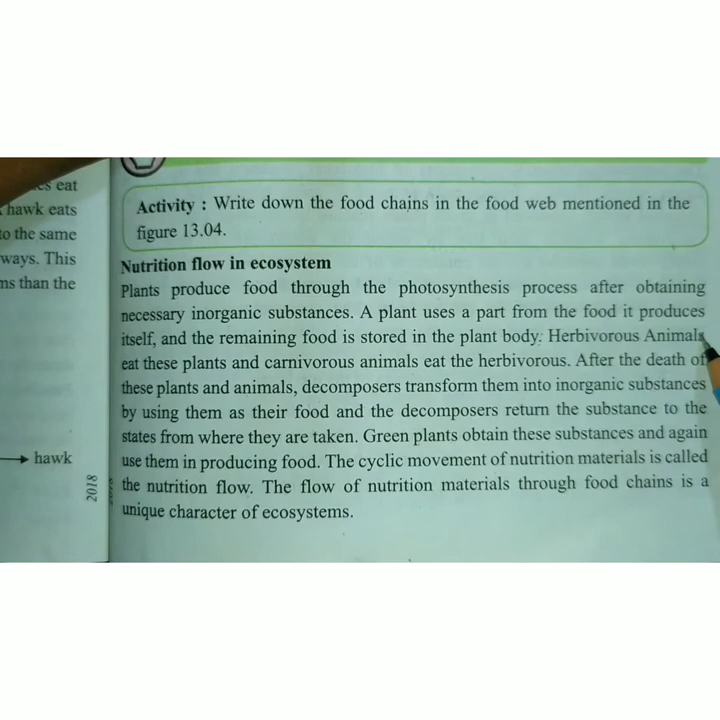 es eat
hawk eats
to the same
ways. This
ms than the
hawk
2018
Activity : Write down the food chains in the food web mentioned in the
figure 13.04.
Nutrition flow in ecosystem
Plants produce food through the photosynthesis process after obtaining
necessary inorganic substances. A plant uses a part from the food it produces
itself, and the remaining food is stored in the plant body. Herbivorous Animals
eat these plants and carnivorous animals eat the herbivorous. After the death of
these plants and animals, decomposers transform them into inorganic substances
by using them as their food and the decomposers return the substance to the
states from where they are taken. Green plants obtain these substances and again
use them in producing food. The cyclic movement of nutrition materials is called
the nutrition flow. The flow of nutrition materials through food chains is a
unique character of ecosystems.